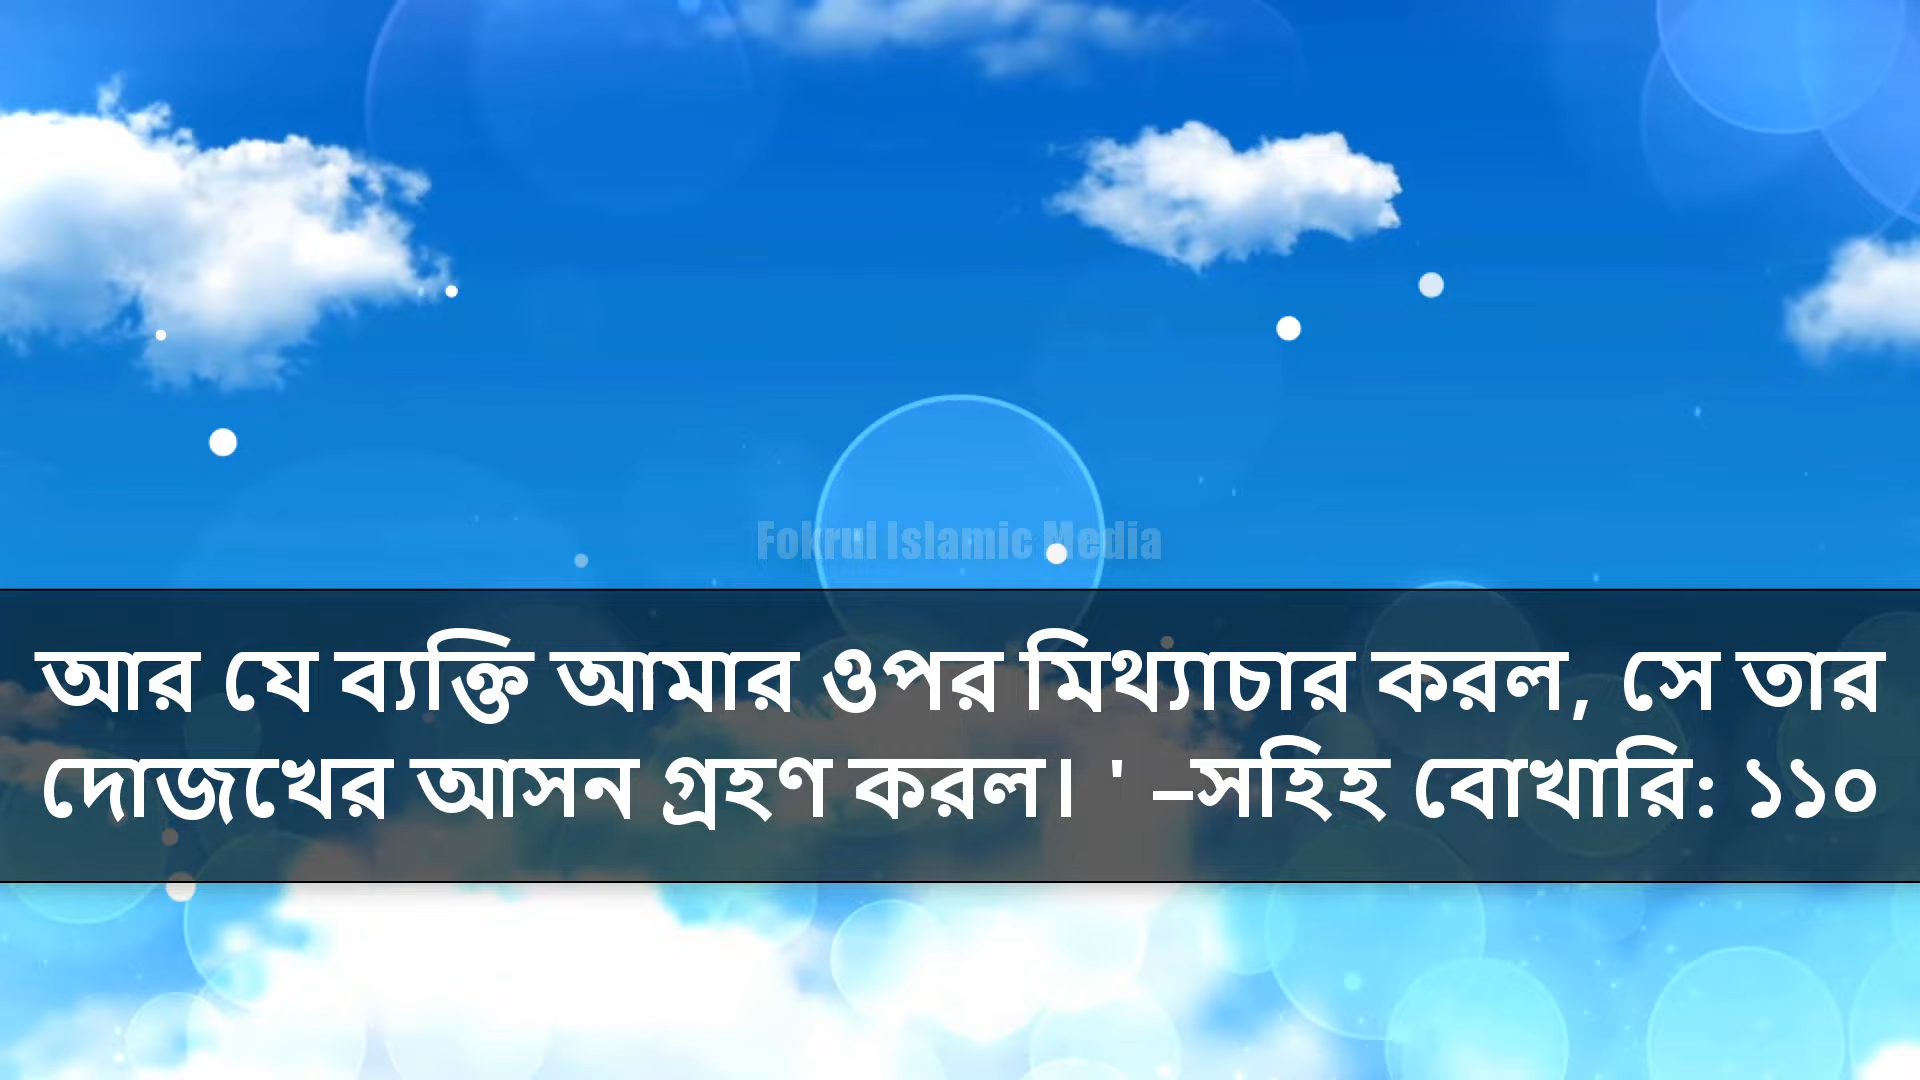 Fokrul Islamic Media
আর যে ব্যক্তি আমার ওপর মিথ্যাচার করল, সে তার
দোজখের আসন গ্রহণ করল। ' –সহিহ বোখারি: ১১০